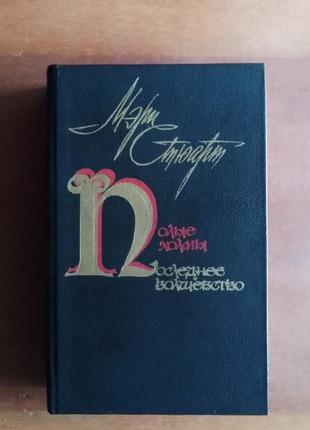 Мэри
Стюарт
Полые
холмы
Последнее
волшебство